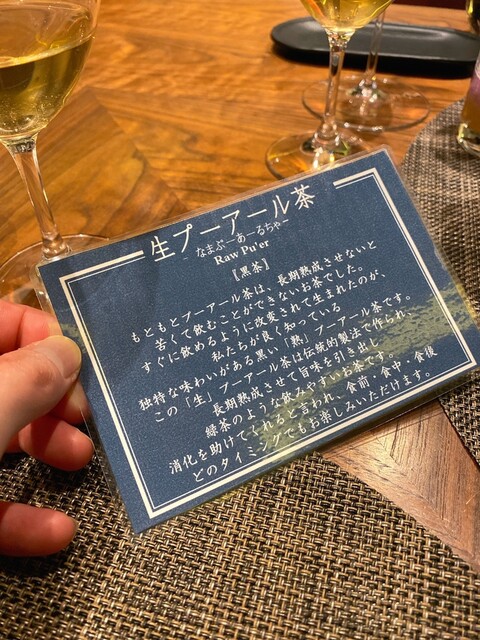 生プーアール茶
なまぷーあーるちゃー
Raw Pu'er
〖黒茶〗
もともとプーアール茶は、長期熟成させないと
苦くて飲むことができないお茶でした。
すぐに飲めるように改変されて生まれたのが、
私たちが良く知っている
独特な味わいがある黒い「熟」プーアール茶です。
この「生」プーアール茶は伝統的製法で作られ、
長期熟成させて旨味を引き出し
緑茶のような飲みやすいお茶です。
消化を助けてくれると言われ、食前・食中・食後
どのタイミングでもお楽しみいただけます。